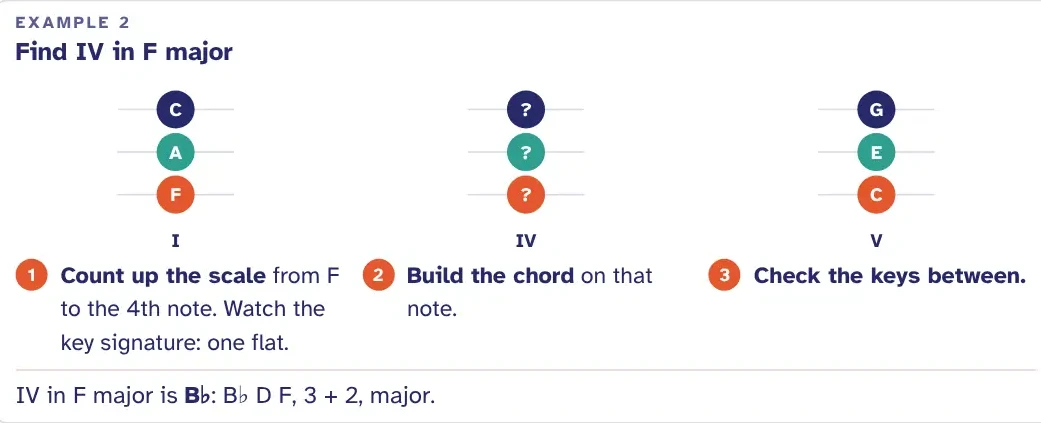 EXAMPLE 2
Find IV in F major
C ? G
A ? E
F ? C
I IV V
1 Count up the scale from F
to the 4th note. Watch the
key signature: one flat.
2 Build the chord on that
note.
3 Check the keys between.
IV in F major is B♭: B♭ D F, 3 + 2, major.